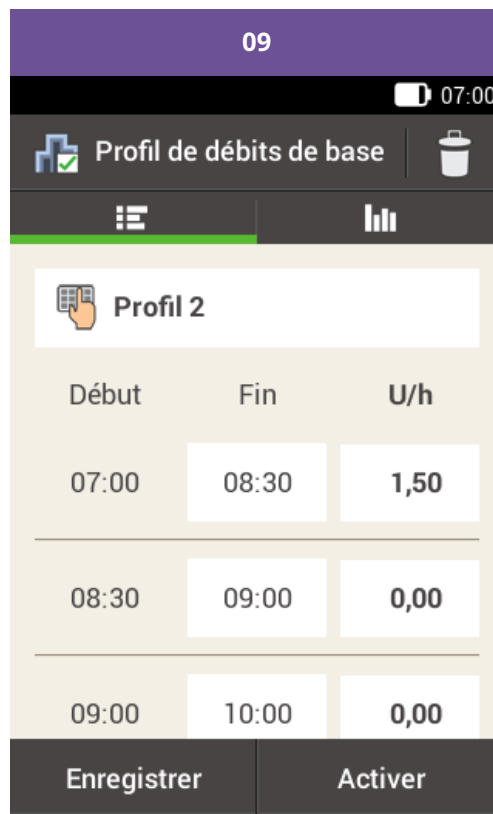 09
07:00
Profil de débits de base
Profil 2
Début Fin U/h
07:00 08:30 1,50
08:30 09:00 0,00
09:00 10:00 0,00
Enregistrer Activer